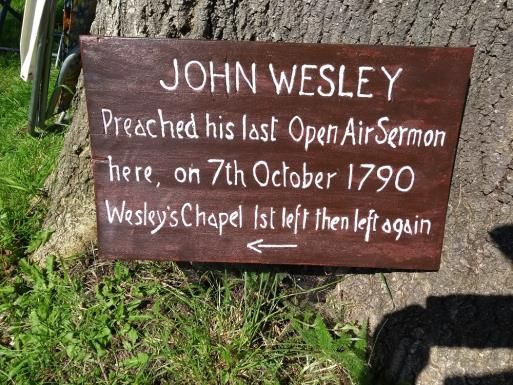 JOHN WESLEY
Preached his last Open Air Sermon
here, on 7th October 1790
Wesley's Chapel 1st left then left again
←